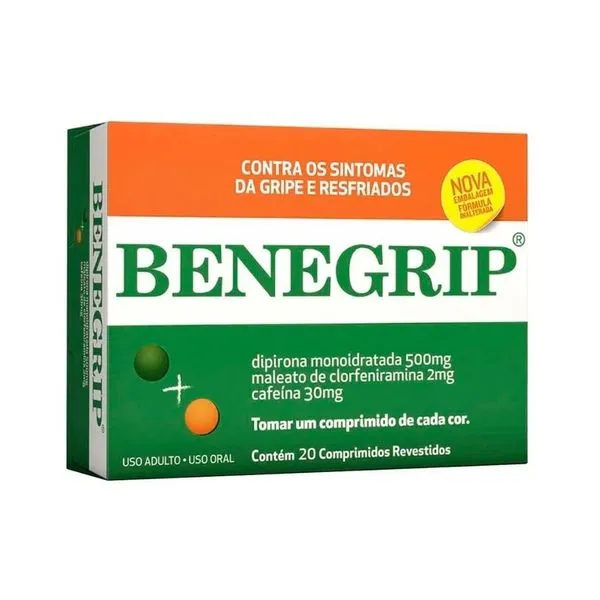 CONTRA OS SINTOMAS
DA GRIPE E RESFRIADOS
NOVA
EMBALAGEM
FÓRMULA
INALTERADA
BENEGRIP®
dipirona monoidratada 500mg
maleato de clorfeniramina 2mg
cafeína 30mg
+
Tomar um comprimido de cada cor.
USO ADULTO • USO ORAL
Contém 20 Comprimidos Revestidos
BENEGRIP